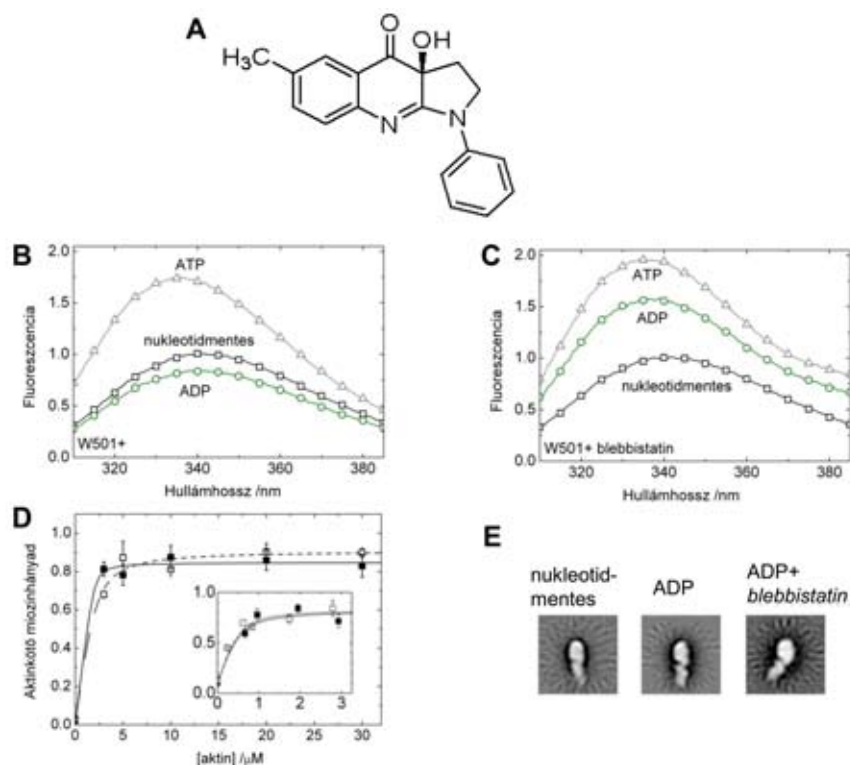 A
O
OH
H₃C
N
N
B
2.0
1.5
1.0
0.5
0.0
Fluoreszcencia
ATP
nukleotidmentes
ADP
W501+
320
340
360
380
Hullámhossz /nm
C
2.0
1.5
1.0
0.5
0.0
Fluoreszcencia
ATP
ADP
nukleotidmentes
W501+ blebbistatin
320
340
360
380
Hullámhossz /nm
D
1.0
0.8
0.6
0.4
0.2
0.0
Aktinkötő miozinhányad
1.0
0.5
0.0
0
1
2
3
0
5
10
15
20
25
30
[aktin] /µM
E
nukleotid-
mentes
ADP
ADP+
blebbistatin